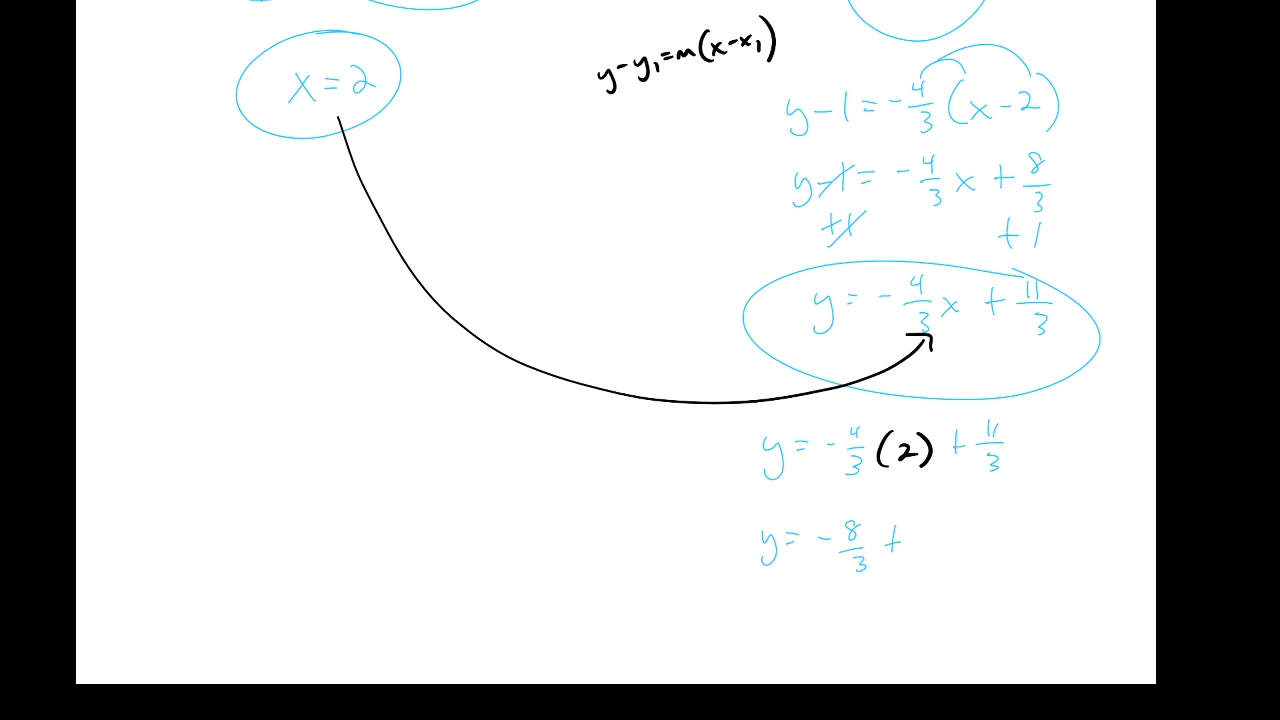 x = 2
y - y₁ = m(x - x₁)
y - 1 = - 4/3 (x - 2)
y - 1 = - 4/3 x + 8/3
+1 + 1
y = - 4/3 x + 11/3
y = - 4/3 (2) + 11/3
y = - 8/3 +